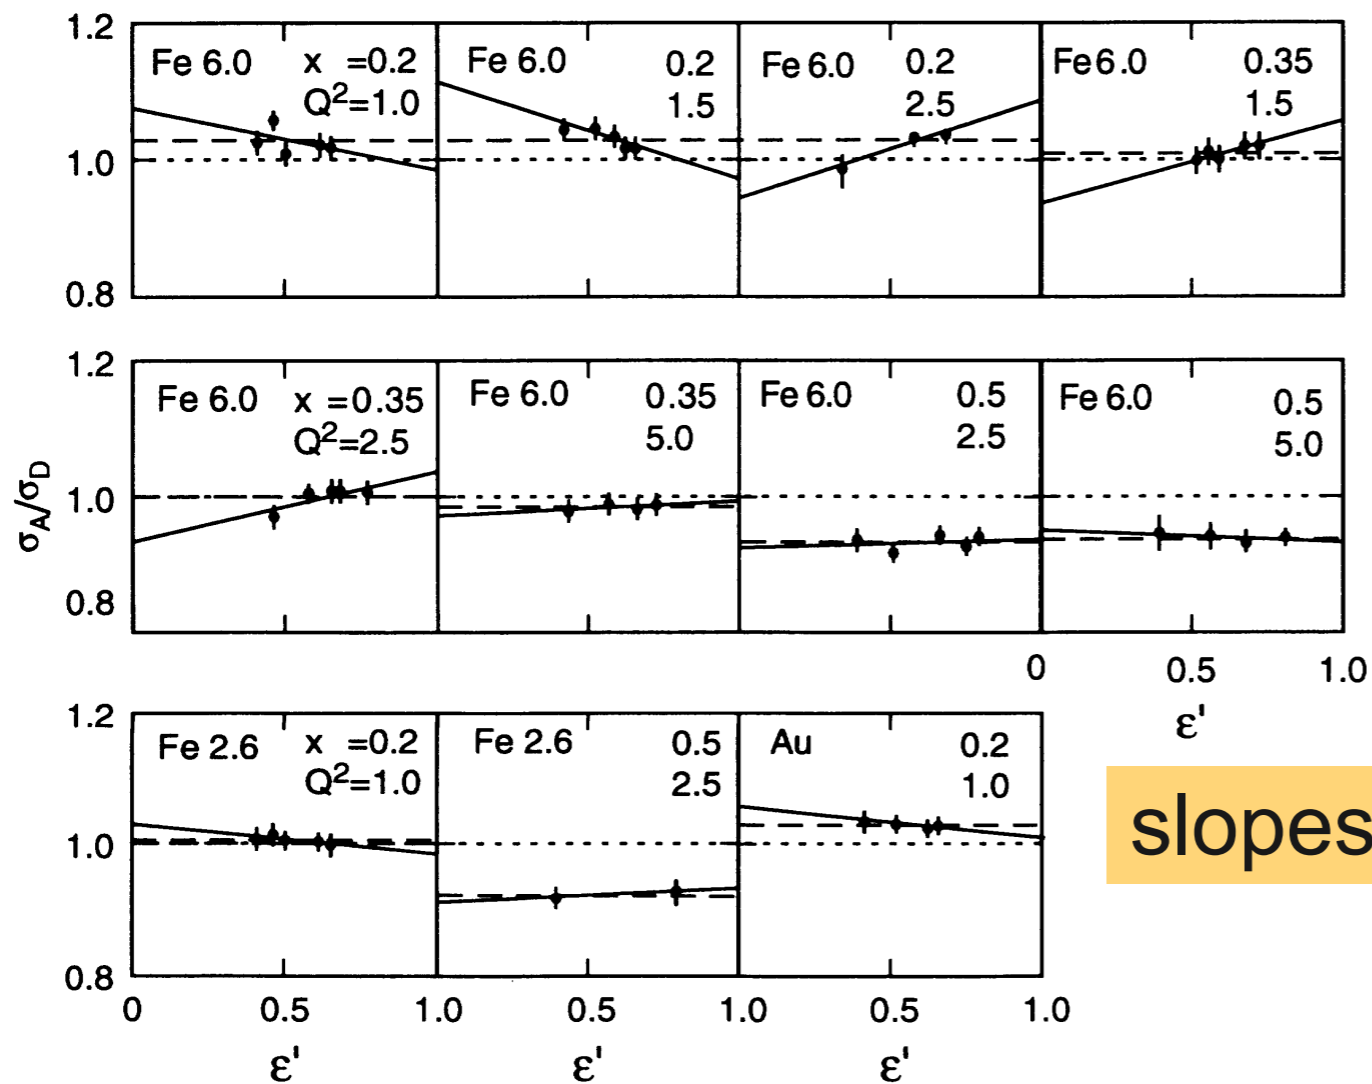 1.2
1.0
0.8
Fe 6.0 x =0.2
Q²=1.0
Fe 6.0 0.2
1.5
Fe 6.0 0.2
2.5
Fe 6.0 0.35
1.5
σA/σD
1.2
1.0
0.8
Fe 6.0 x =0.35
Q²=2.5
Fe 6.0 0.35
5.0
Fe 6.0 0.5
2.5
Fe 6.0 0.5
5.0
0 0.5 1.0
ε'
1.2
1.0
0.8
Fe 2.6 x =0.2
Q²=1.0
Fe 2.6 0.5
2.5
Au 0.2
1.0
slopes
0 0.5 1.0 0.5 0.5 1.0
ε' ε' ε'